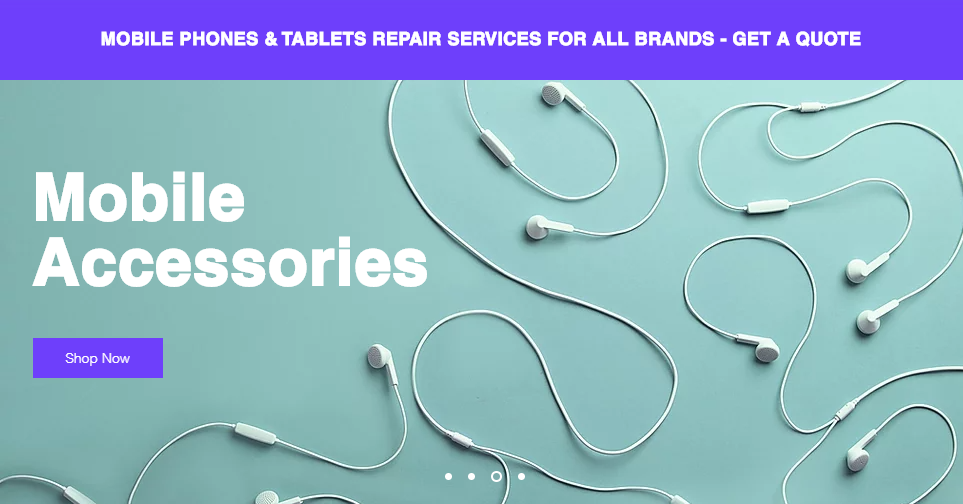 MOBILE PHONES & TABLETS REPAIR SERVICES FOR ALL BRANDS - GET A QUOTE
Mobile
Accessories
Shop Now